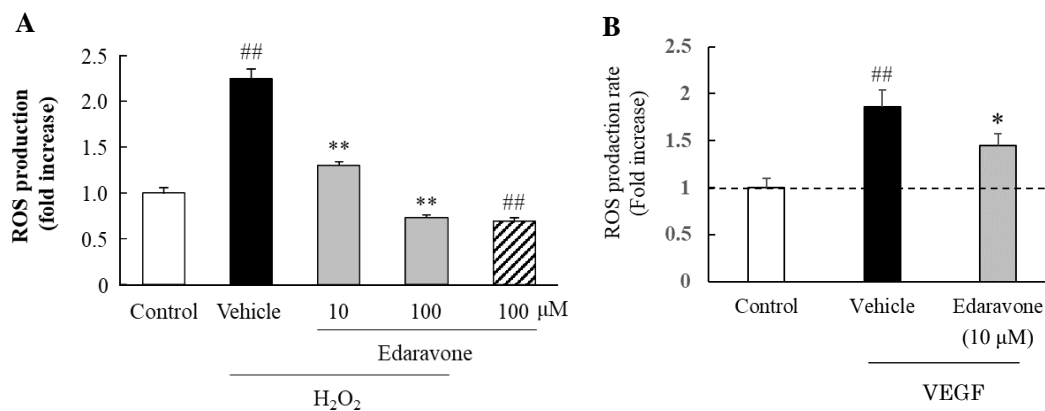 A
ROS production
(fold increase)
2.5
2.0
1.5
1.0
0.5
0
##
**
**
##
Control Vehicle 10 100 100 μM
Edaravone
H₂O₂
B
ROS prodaction rate
(Fold increase)
2.5
2
1.5
1
0.5
0
##
*
Control Vehicle Edaravone
(10 μM)
VEGF